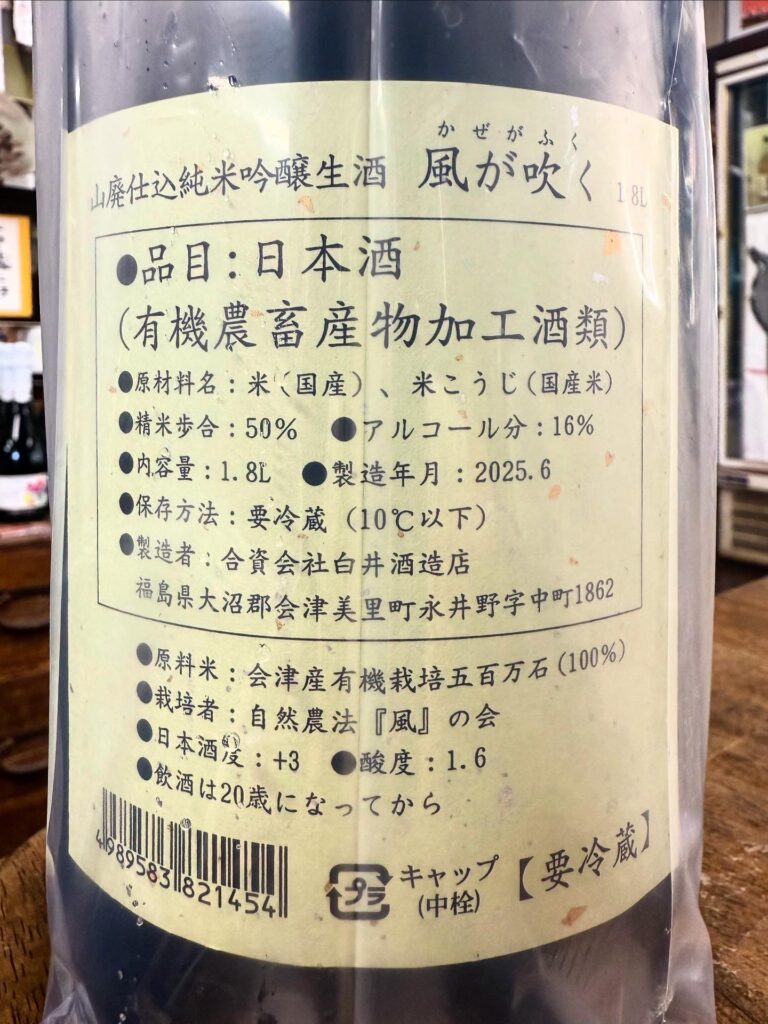 かぜがふく
山廃仕込純米吟醸生酒 風が吹く 1.8L
●品目:日本酒
(有機農畜産物加工酒類)
●原材料名:米(国産)、米こうじ(国産米)
●精米歩合:50% ●アルコール分:16%
●内容量:1.8L ●製造年月:2025.6
●保存方法:要冷蔵(10℃以下)
●製造者:合資会社白井酒造店
福島県大沼郡会津美里町永井野字中町1862
●原料米:会津産有機栽培五百万石(100%)
●栽培者:自然農法『風』の会
●日本酒度:+3 ●酸度:1.6
●飲酒は20歳になってから
4989583821454
プラ キャップ
(中栓)
【要冷蔵】